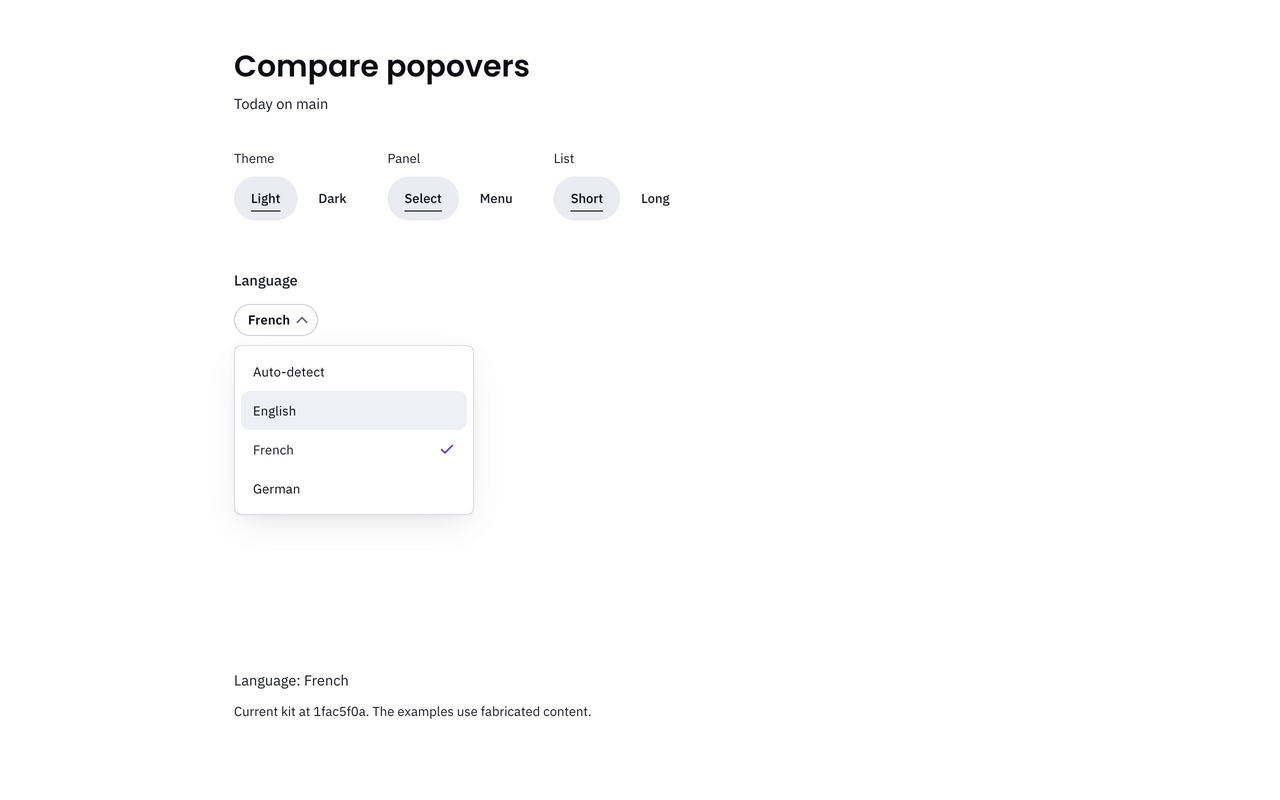 Compare popovers
Today on main
Theme Panel List
Light Dark Select Menu Short Long
Language
French
Auto-detect
English
French
German
Language: French
Current kit at 1fac5f0a. The examples use fabricated content.